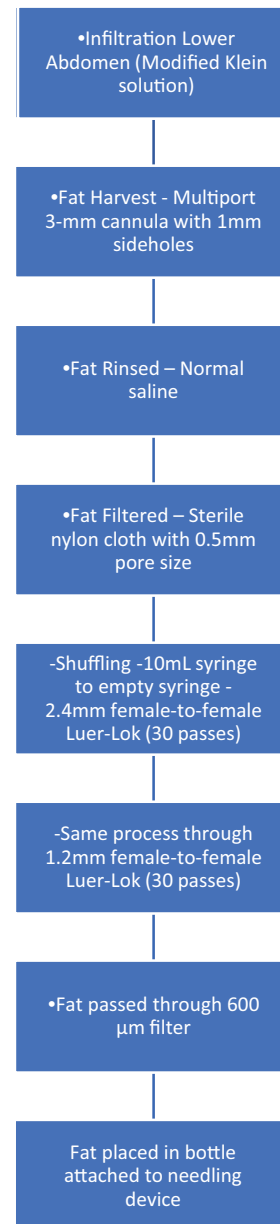 •Infiltration Lower
Abdomen (Modified Klein
solution)
•Fat Harvest - Multiport
3-mm cannula with 1mm
sideholes
•Fat Rinsed – Normal
saline
•Fat Filtered – Sterile
nylon cloth with 0.5mm
pore size
-Shuffling -10mL syringe
to empty syringe -
2.4mm female-to-female
Luer-Lok (30 passes)
-Same process through
1.2mm female-to-female
Luer-Lok (30 passes)
•Fat passed through 600
µm filter
Fat placed in bottle
attached to needling
device